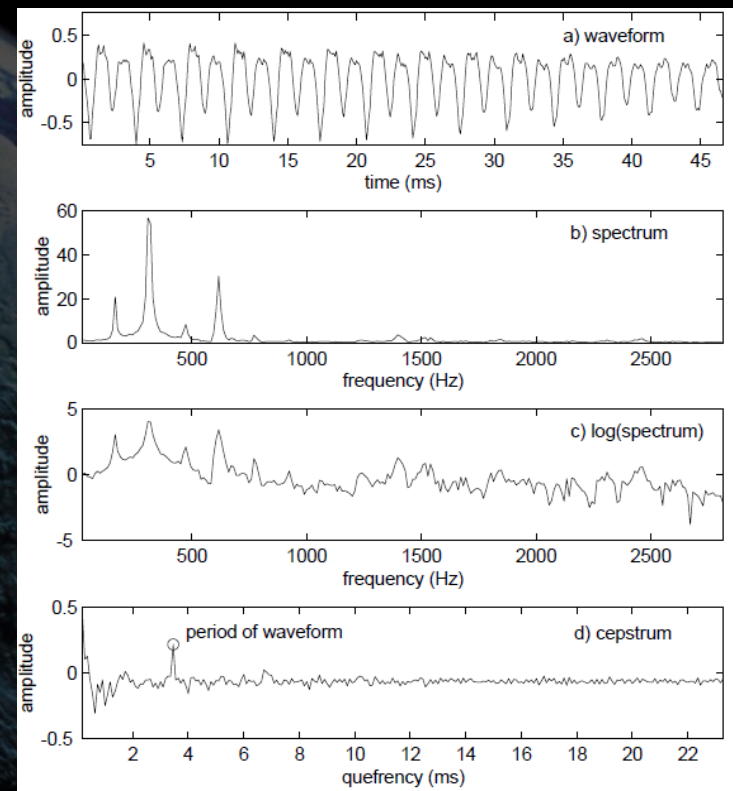 a) waveform
amplitude
0.5
0
-0.5
5 10 15 20 25 30 35 40 45
time (ms)
b) spectrum
amplitude
60
40
20
0
500 1000 1500 2000 2500
frequency (Hz)
c) log(spectrum)
amplitude
5
0
-5
500 1000 1500 2000 2500
frequency (Hz)
period of waveform
d) cepstrum
amplitude
0.5
0
-0.5
2 4 6 8 10 12 14 16 18 20 22
quefrency (ms)